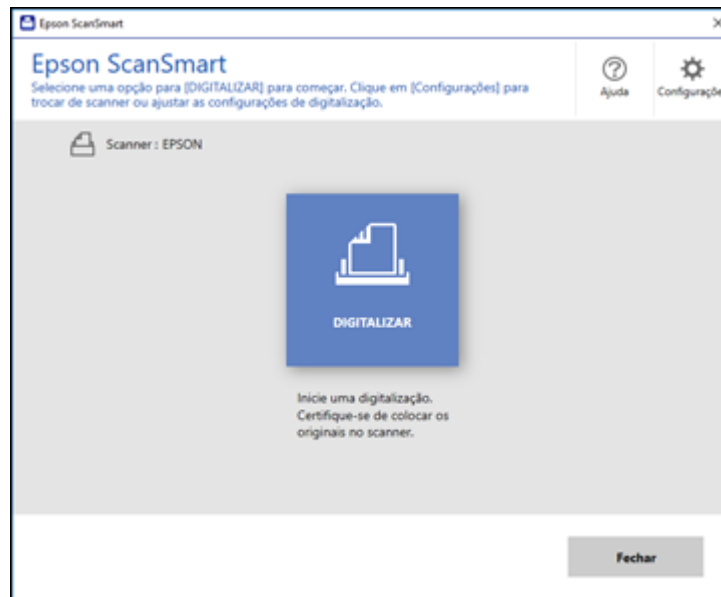 Epson ScanSmart
Epson ScanSmart
Selecione uma opção para [DIGITALIZAR] para começar. Clique em [Configurações] para
trocar de scanner ou ajustar as configurações de digitalização.
Ajuda
Configuraçõe
Scanner : EPSON
DIGITALIZAR
Inicie uma digitalização.
Certifique-se de colocar os
originais no scanner.
Fechar